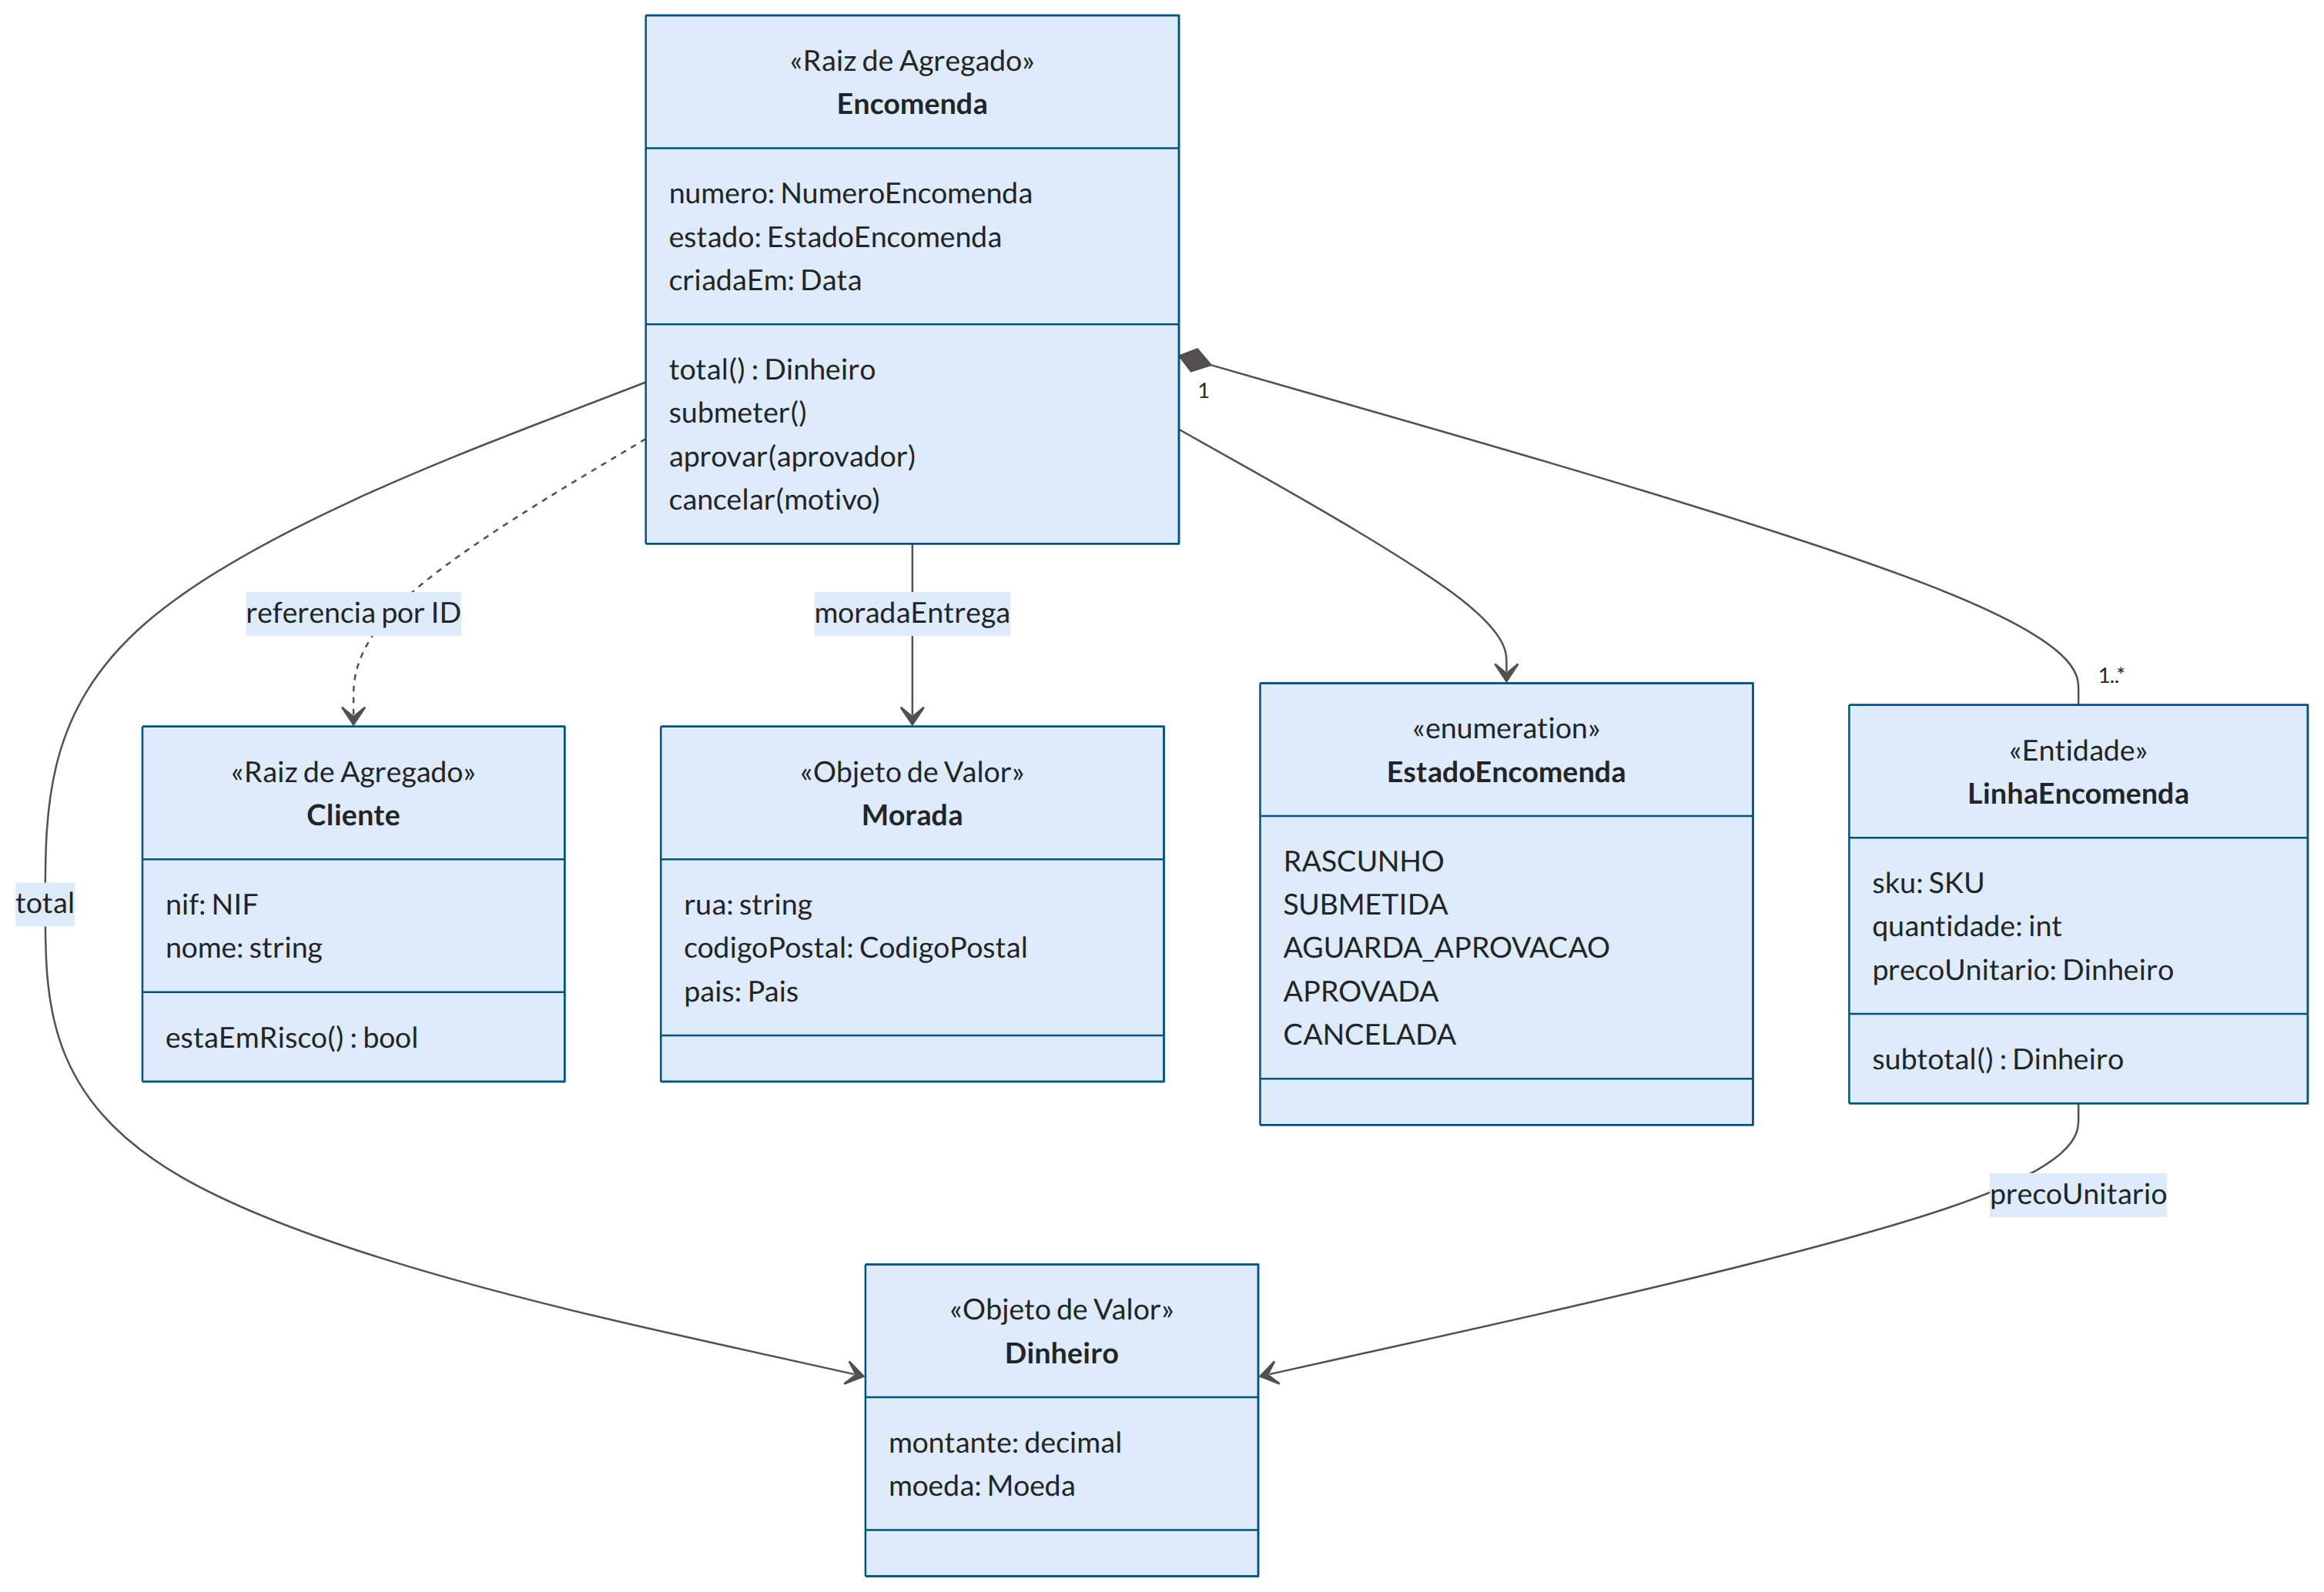 «Raiz de Agregado»
Encomenda
numero: NumeroEncomenda
estado: EstadoEncomenda
criadaEm: Data
total() : Dinheiro
submeter()
aprovar(aprovador)
cancelar(motivo)
1
referencia por ID
moradaEntrega
1..*
«Raiz de Agregado»
Cliente
nif: NIF
nome: string
estaEmRisco() : bool
«Objeto de Valor»
Morada
rua: string
codigoPostal: CodigoPostal
pais: Pais
«enumeration»
EstadoEncomenda
RASCUNHO
SUBMETIDA
AGUARDA_APROVACAO
APROVADA
CANCELADA
«Entidade»
LinhaEncomenda
sku: SKU
quantidade: int
precoUnitario: Dinheiro
subtotal() : Dinheiro
total
precoUnitario
«Objeto de Valor»
Dinheiro
montante: decimal
moeda: Moeda